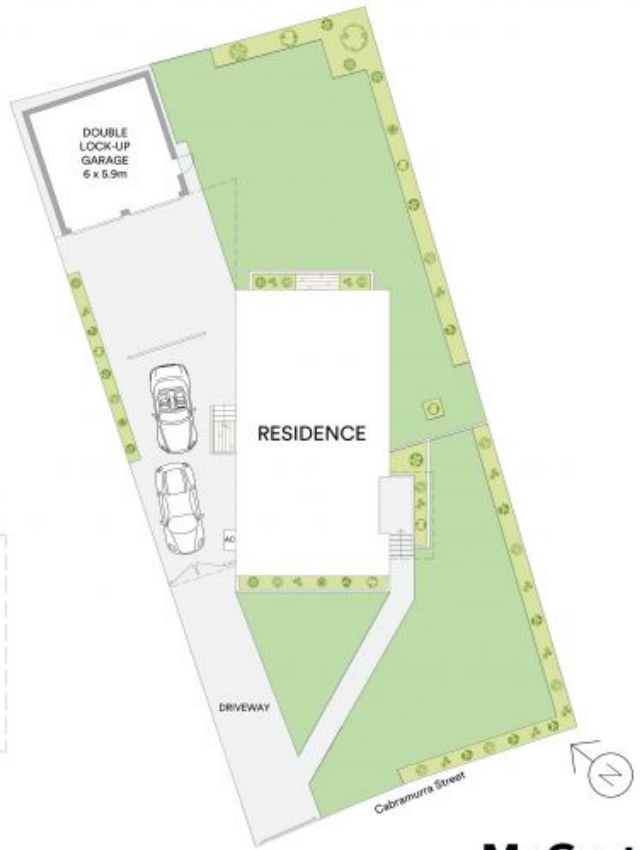 DOUBLE
LOCK-UP
GARAGE
6 x 5.9m
RESIDENCE
AC
DRIVEWAY
Cabramurra Street
N